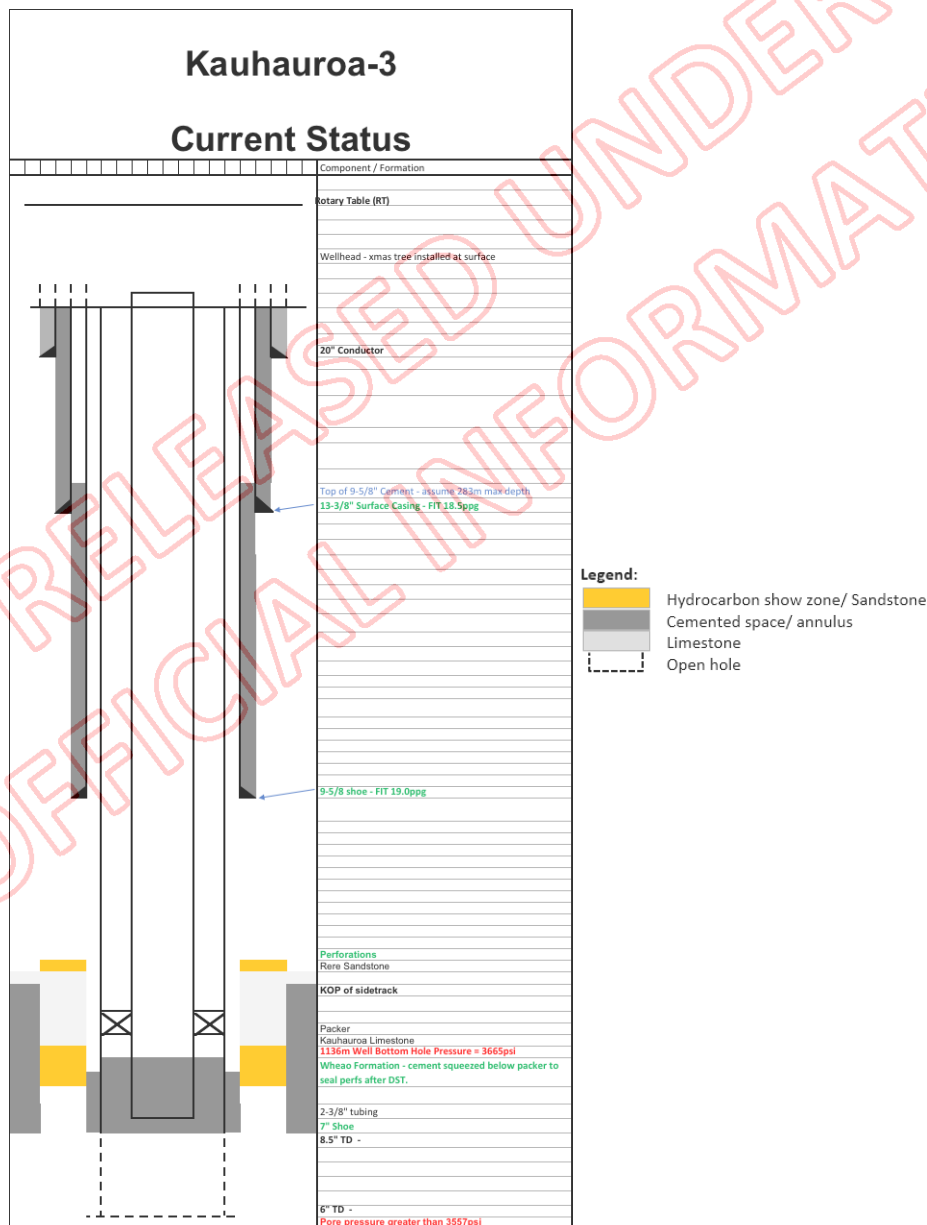 Kauhauroa-3
Current Status
Component / Formation
Rotary Table (RT)
Wellhead - xmas tree installed at surface
20" Conductor
Top of 9-5/8" Cement - assume 283m max depth
13-3/8" Surface Casing - FIT 18.5ppg
9-5/8 shoe - FIT 19.0ppg
Perforations
Rere Sandstone
KOP of sidetrack
Packer
Kauhauroa Limestone
1136m Well Bottom Hole Pressure = 3665psi
Wheao Formation - cement squeezed below packer to
seal perfs after DST.
2-3/8" tubing
7" Shoe
8.5" TD -
6" TD -
Pore pressure greater than 3557psi
Legend:
Hydrocarbon show zone/ Sandstone
Cemented space/ annulus
Limestone
Open hole
RELEASED UNDER
OFFICIAL INFORMAT